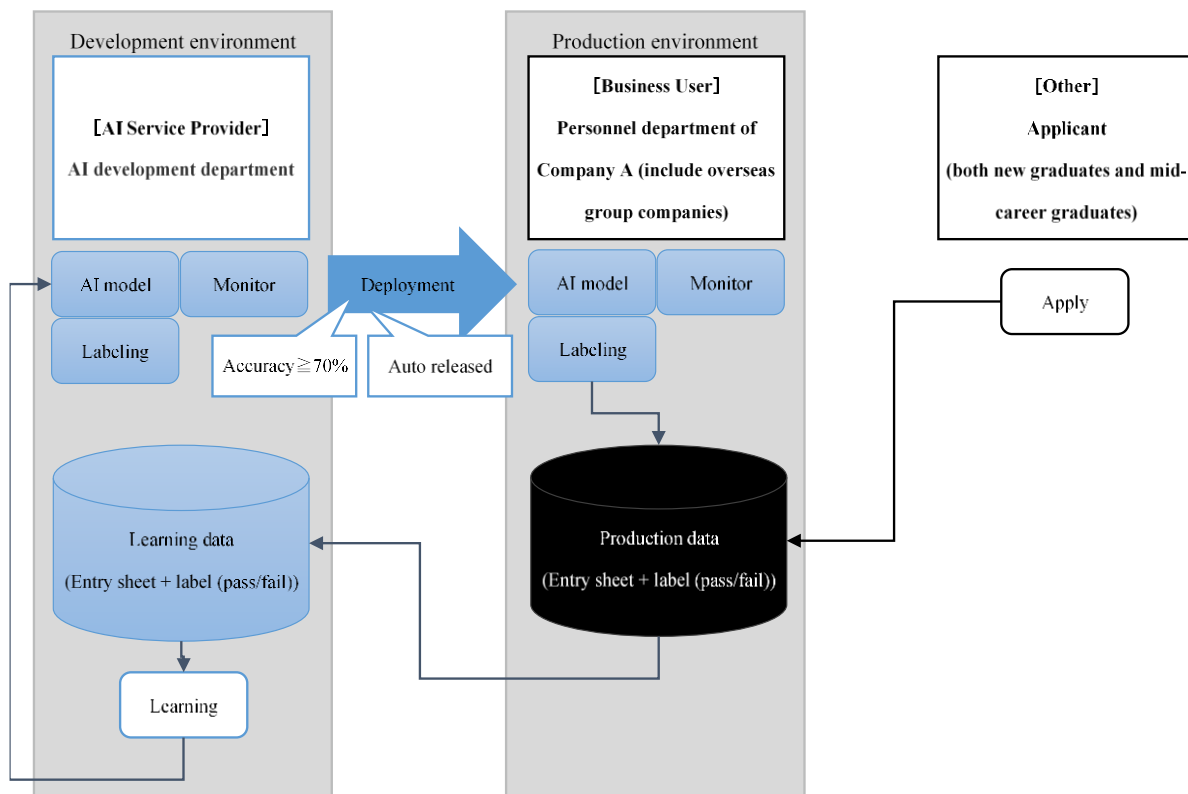 Development environment
[AI Service Provider]
AI development department
AI model
Monitor
Labeling
Deployment
Accuracy≧70%
Auto released
Learning data
(Entry sheet + label (pass/fail))
Learning
Production environment
[Business User]
Personnel department of
Company A (include overseas
group companies)
AI model
Monitor
Labeling
Production data
(Entry sheet + label (pass/fail))
[Other]
Applicant
(both new graduates and mid-
career graduates)
Apply